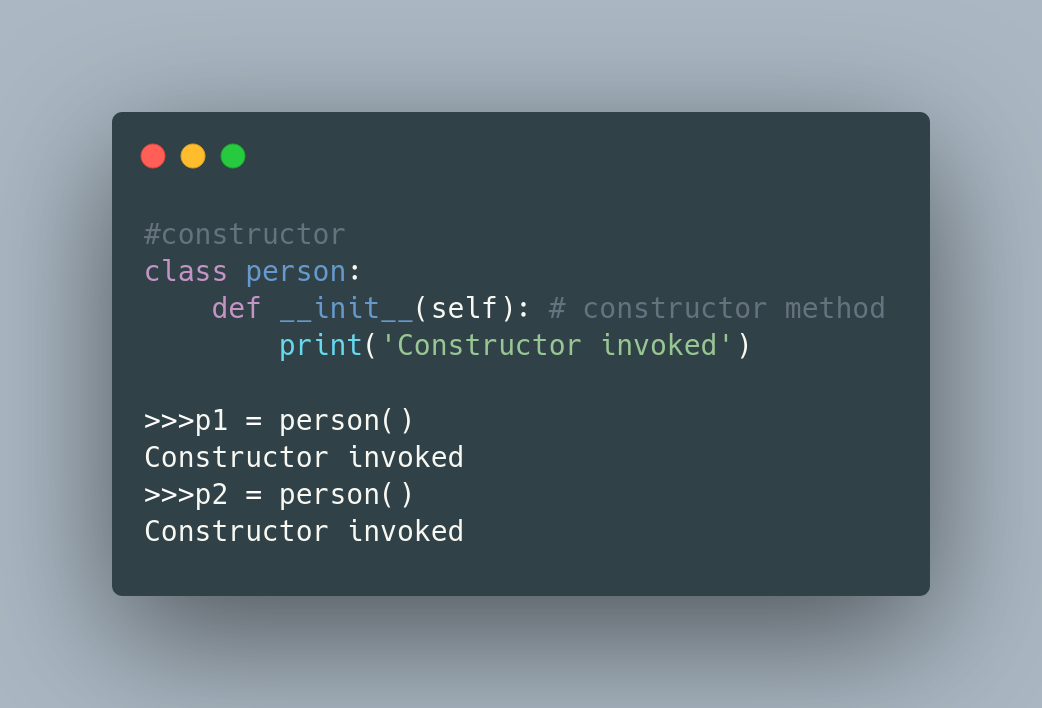 #constructor
class person:
    def __init__(self): # constructor method
        print('Constructor invoked')

>>>p1 = person()
Constructor invoked
>>>p2 = person()
Constructor invoked